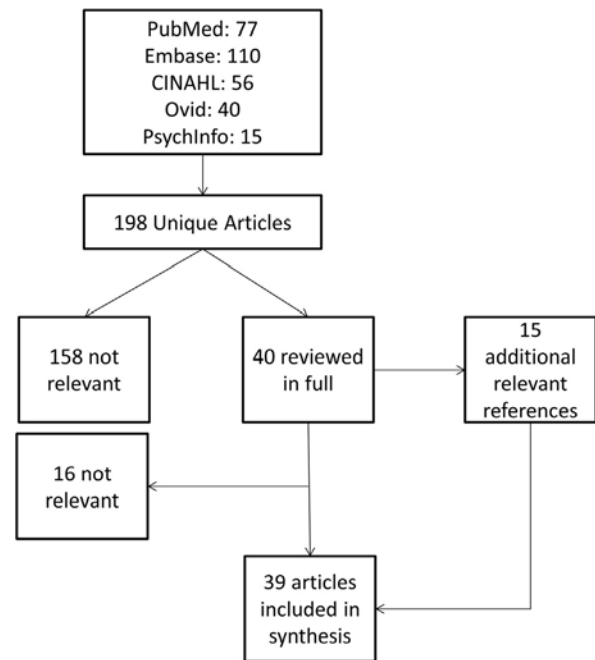 PubMed: 77
Embase: 110
CINAHL: 56
Ovid: 40
PsychInfo: 15
198 Unique Articles
158 not
relevant
40 reviewed
in full
15
additional
relevant
references
16 not
relevant
39 articles
included in
synthesis